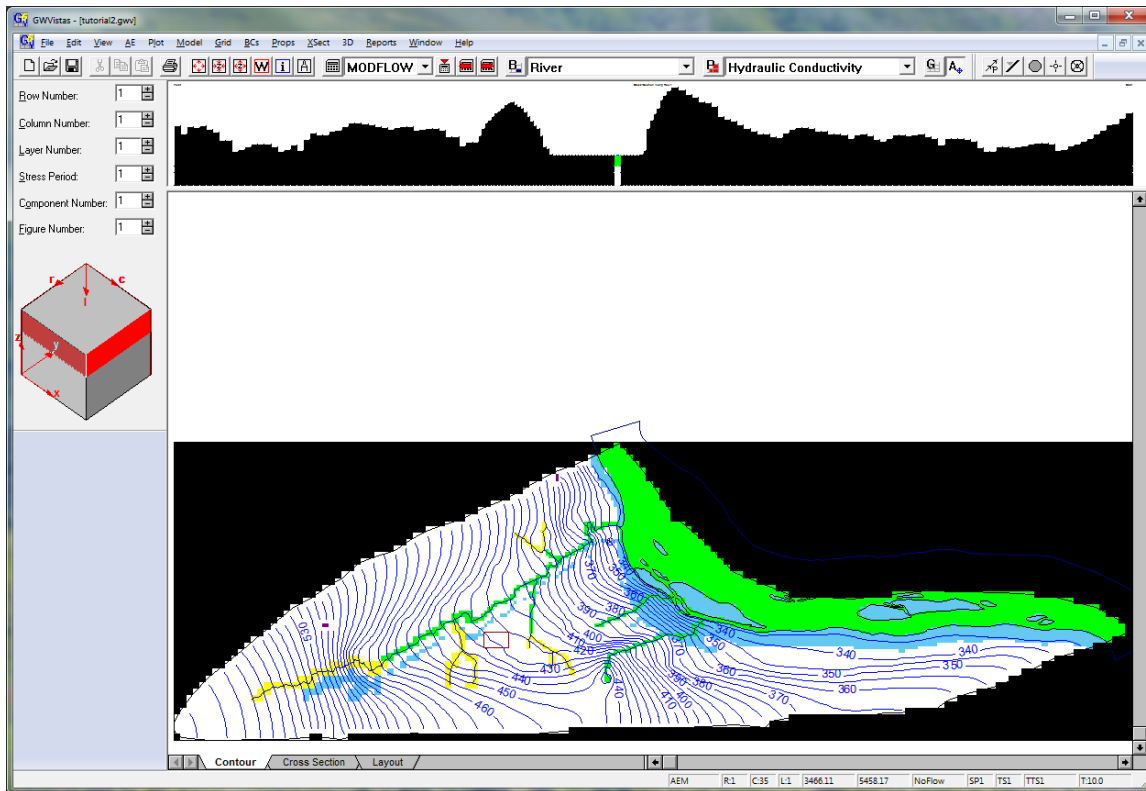 GWVistas - [tutorial2.gwv]
File Edit View AE Plot Model Grid BCs Props XSect 3D Reports Window Help
MODFLOW River Hydraulic Conductivity
Row Number: 1
Column Number: 1
Layer Number: 1
Stress Period: 1
Component Number: 1
Figure Number: 1
r c
l
z y
x
530
370
350
360
380
390
400
470
420
430
440
450
460
440
410
400
390
380
370
370
360
360
350
350
340
340
340
350
Contour Cross Section Layout
AEM R:1 C:35 L:1 3466.11 5458.17 NoFlow SP1 TS1 TTS1 T:10.0